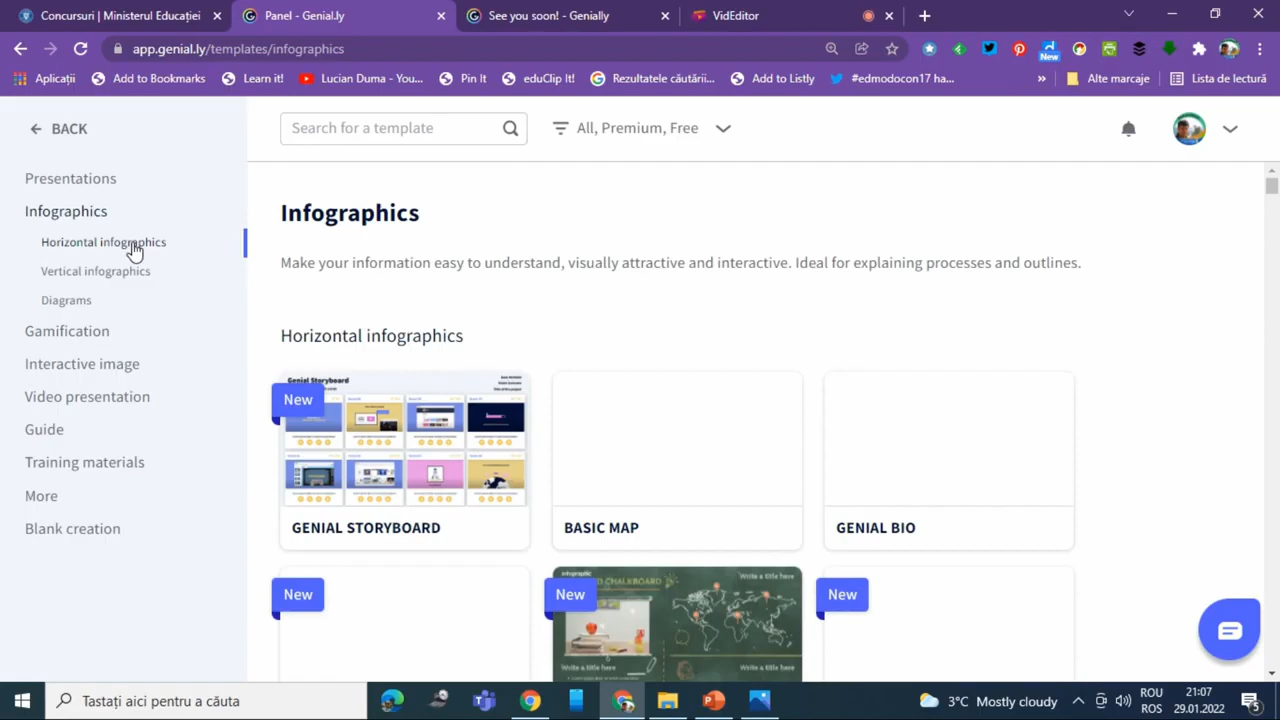 Concursuri | Ministerul Educației
Panel - Genial.ly
See you soon! - Genially
VidEditor
app.genial.ly/templates/infographics
New
Aplicații
Add to Bookmarks
Learn it!
Lucian Duma - You...
Pin It
eduClip It!
Rezultatele căutării...
Add to Listly
#edmodocon17 ha...
»
Alte marcaje
Lista de lectură
BACK
Search for a template
All, Premium, Free
Presentations
Infographics
Horizontal infographics
Vertical infographics
Diagrams
Gamification
Interactive image
Video presentation
Guide
Training materials
More
Blank creation
Infographics
Make your information easy to understand, visually attractive and interactive. Ideal for explaining processes and outlines.
Horizontal infographics
New
Genial Storyboard
GENIAL STORYBOARD
BASIC MAP
GENIAL BIO
New
New
infographic
CHALKBOARD
Write a title here
Write a title here
Write a title here
New
Tastați aici pentru a căuta
3°C Mostly cloudy
ROU
ROS
21:07
29.01.2022
5